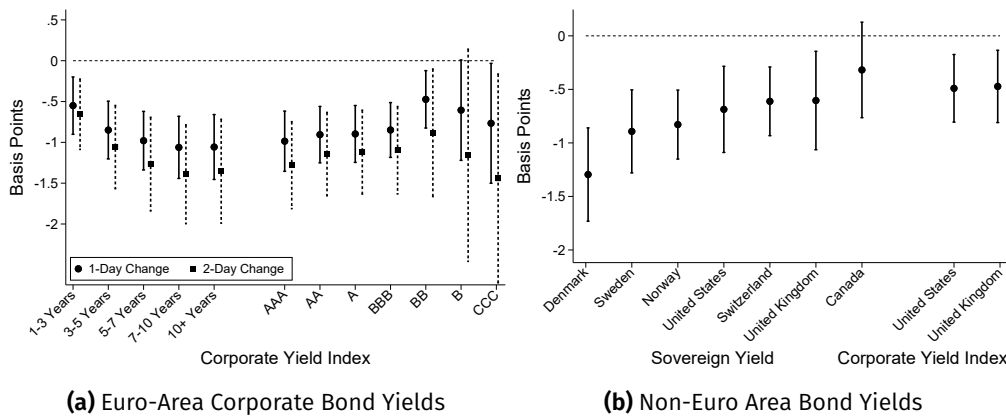 .5
0
-.5
-1
-1.5
-2
Basis Points
1-Day Change
2-Day Change
1-3 Years
3-5 Years
5-7 Years
7-10 Years
10+ Years
AAA
AA
A
BBB
BB
B
CCC
Corporate Yield Index
(a) Euro-Area Corporate Bond Yields
0
-.5
-1
-1.5
-2
Basis Points
Denmark
Sweden
Norway
United States
Switzerland
United Kingdom
Canada
United States
United Kingdom
Sovereign Yield
Corporate Yield Index
(b) Non-Euro Area Bond Yields